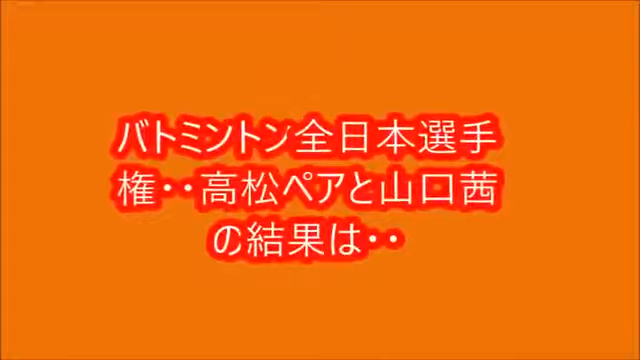 バトミントン全日本選手
権・・高松ペアと山口茜
の結果は・・